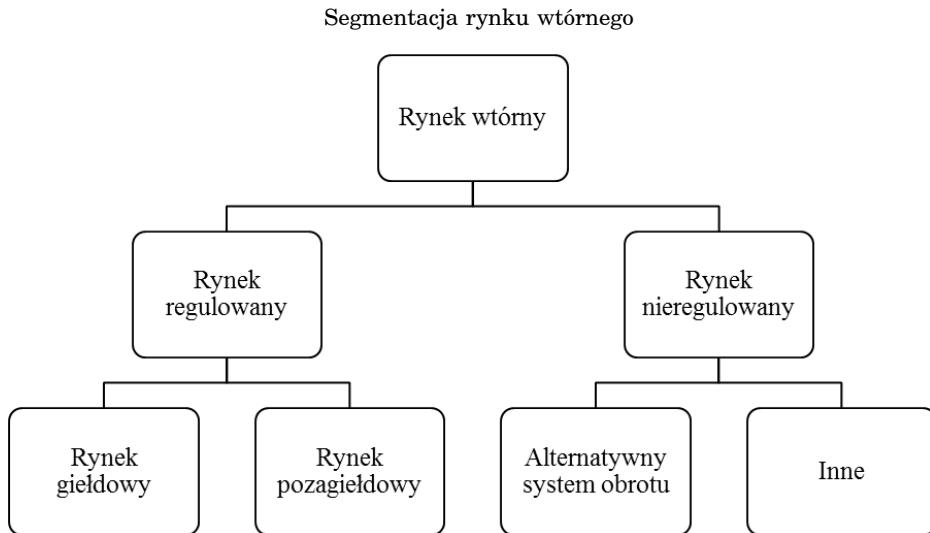 Segmentacja rynku wtórnego
Rynek wtórny
Rynek
regulowany
Rynek
nieregulowany
Rynek
giełdowy
Rynek
pozagiełdowy
Alternatywny
system obrotu
Inne